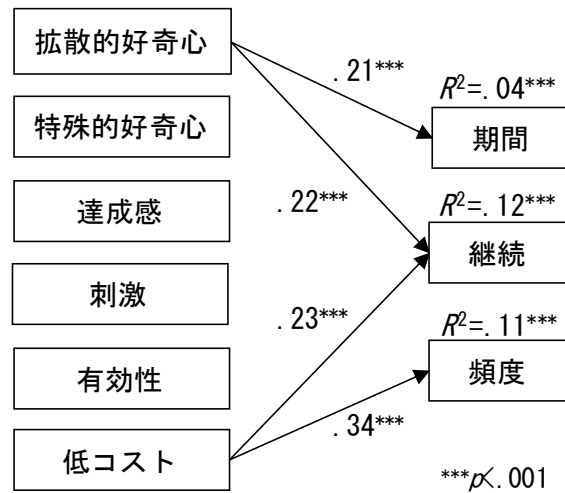 拡散的好奇心
特殊的好奇心
達成感
刺激
有効性
低コスト
.21***
.22***
.23***
.34***
R²=.04***
期間
R²=.12***
継続
R²=.11***
頻度
***p<.001